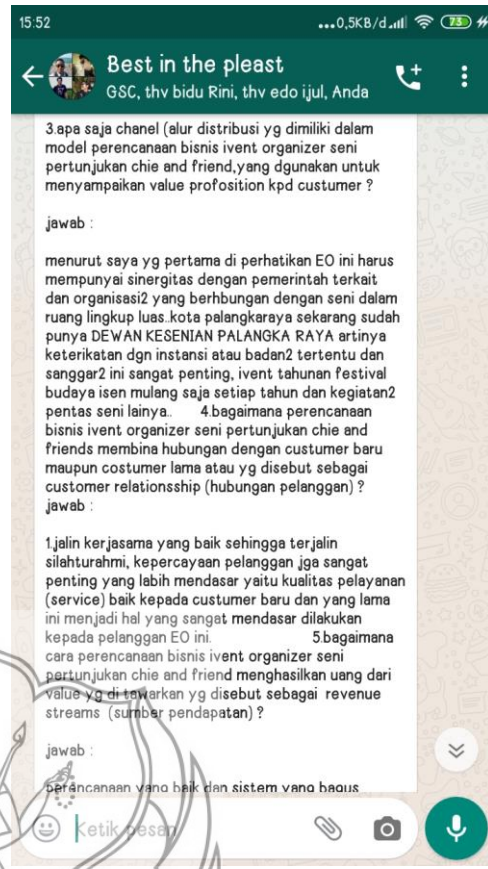 15:52
...0,5KB/d 73
Best in the pleast
GSC, thv bidu Rini, thv edo i.jul, Anda
3.apa saja chanel (alur distribusi yg dimiliki dalam
model perencanaan bisnis ivent organizer seni
pertunjukan chie and friend,yang dgunakan untuk
menyampaikan value profosition kpd custumer ?
jawab :
menurut saya yg pertama di perhatikan EO ini harus
mempunyai sinergitas dengan pemerintah terkait
dan organisasi2 yang berhbungan dengan seni dalam
ruang lingkup luas..kota palangkaraya sekarang sudah
punya DEWAN KESENIAN PALANGKA RAYA artinya
keterikatan dgn instansi atau badan2 tertentu dan
sanggar2 ini sangat penting, ivent tahunan festival
budaya isen mulang saja setiap tahun dan kegiatan2
pentas seni lainya.. 4.bagaimana perencanaan
bisnis ivent organizer seni pertunjukan chie and
friends membina hubungan dengan custumer baru
maupun costumer lama atau yg disebut sebagai
customer relationsship (hubungan pelanggan) ?
jawab :
1.jalin kerjasama yang baik sehingga terjalin
silahturahmi, kepercayaan pelanggan jga sangat
penting yang labih mendasar yaitu kualitas pelayanan
(service) baik kepada custumer baru dan yang lama
ini menjadi hal yang sangat mendasar dilakukan
kepada pelanggan EO ini. 5.bagaimana
cara perencanaan bisnis ivent organizer seni
pertunjukan chie and friend menghasilkan uang dari
value yg di tawarkan yg disebut sebagai revenue
streams (sumber pendapatan) ?
jawab :
perencanaan yang baik dan sistem yang bagus
Ketik pesan